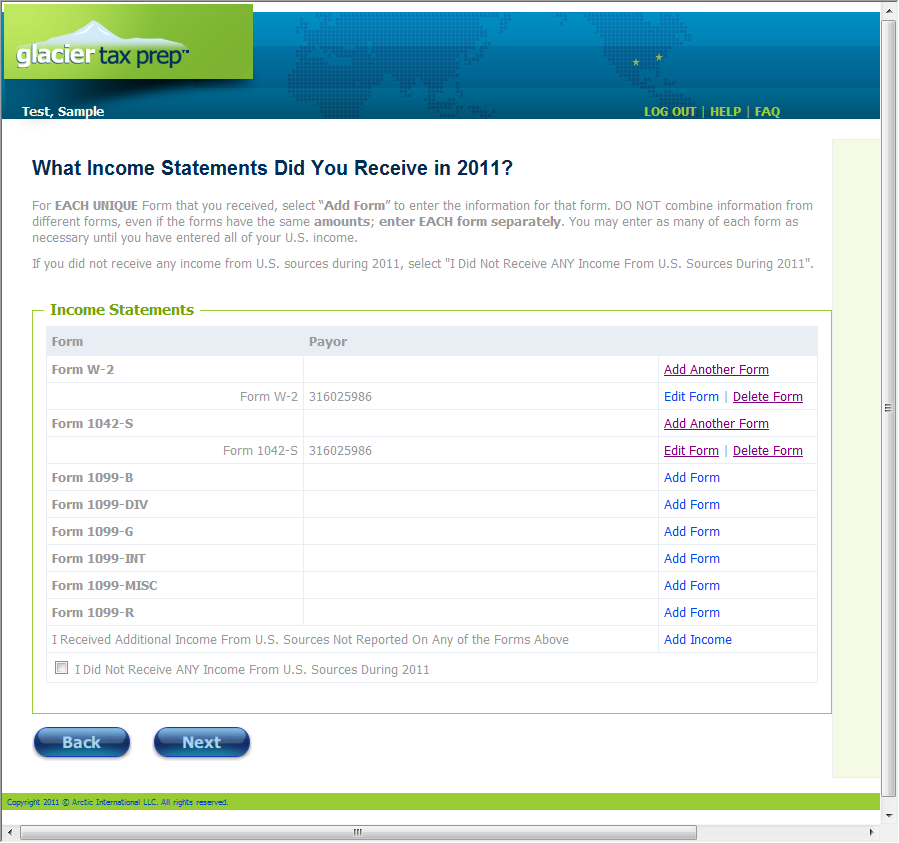 glacier tax prep™
Test, Sample
LOG OUT | HELP | FAQ
What Income Statements Did You Receive in 2011?
For EACH UNIQUE Form that you received, select “Add Form” to enter the information for that form. DO NOT combine information from
different forms, even if the forms have the same amounts; enter EACH form separately. You may enter as many of each form as
necessary until you have entered all of your U.S. income.
If you did not receive any income from U.S. sources during 2011, select "I Did Not Receive ANY Income From U.S. Sources During 2011".
Income Statements
Form Payor
Form W-2 Add Another Form
Form W-2 316025986 Edit Form | Delete Form
Form 1042-S Add Another Form
Form 1042-S 316025986 Edit Form | Delete Form
Form 1099-B Add Form
Form 1099-DIV Add Form
Form 1099-G Add Form
Form 1099-INT Add Form
Form 1099-MISC Add Form
Form 1099-R Add Form
I Received Additional Income From U.S. Sources Not Reported On Any of the Forms Above Add Income
I Did Not Receive ANY Income From U.S. Sources During 2011
Back Next
Copyright 2011 © Arctic International LLC. All rights reserved.